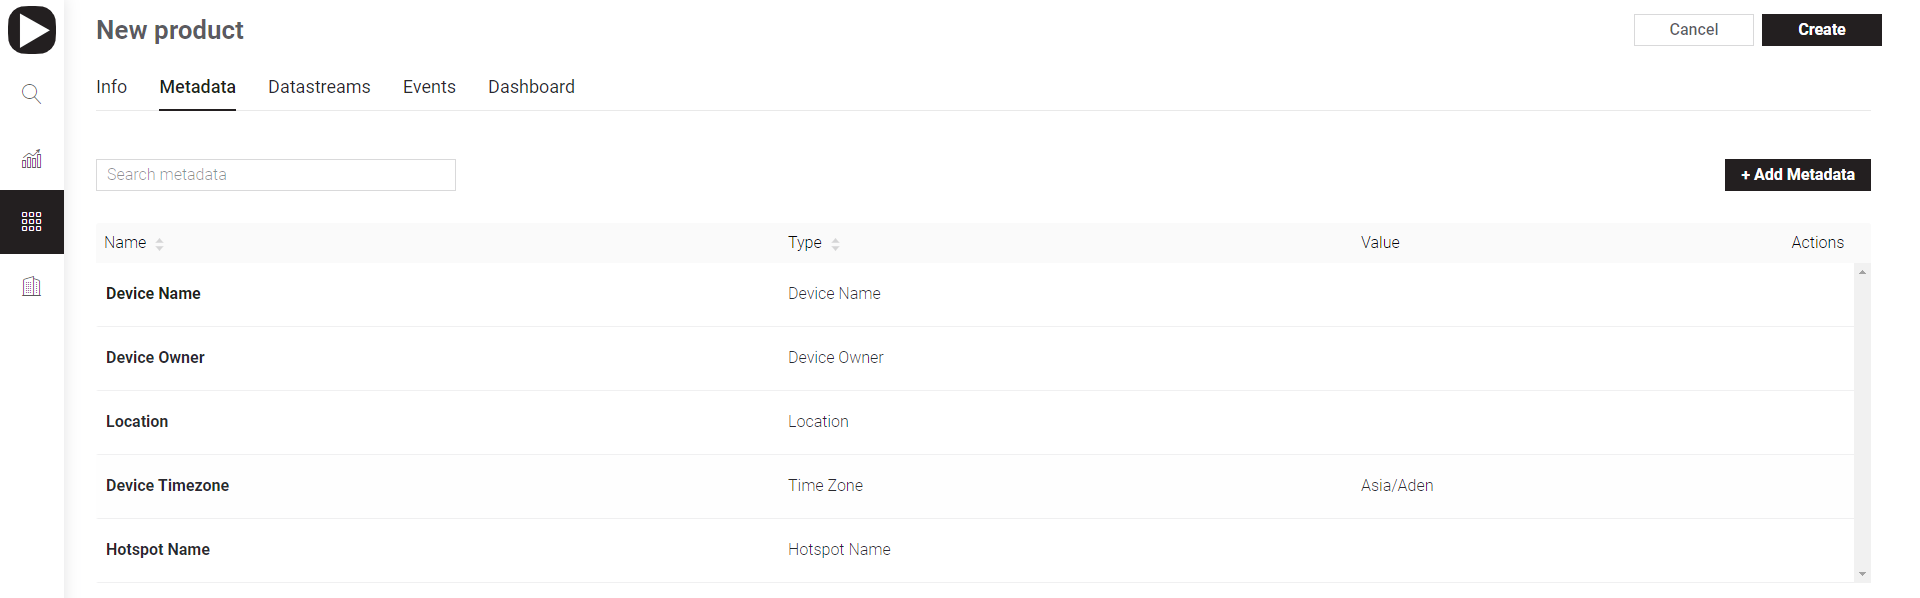 New product
Cancel
Create
Info Metadata Datastreams Events Dashboard
Search metadata
+ Add Metadata
Name Type Value Actions
Device Name Device Name
Device Owner Device Owner
Location Location
Device Timezone Time Zone Asia/Aden
Hotspot Name Hotspot Name